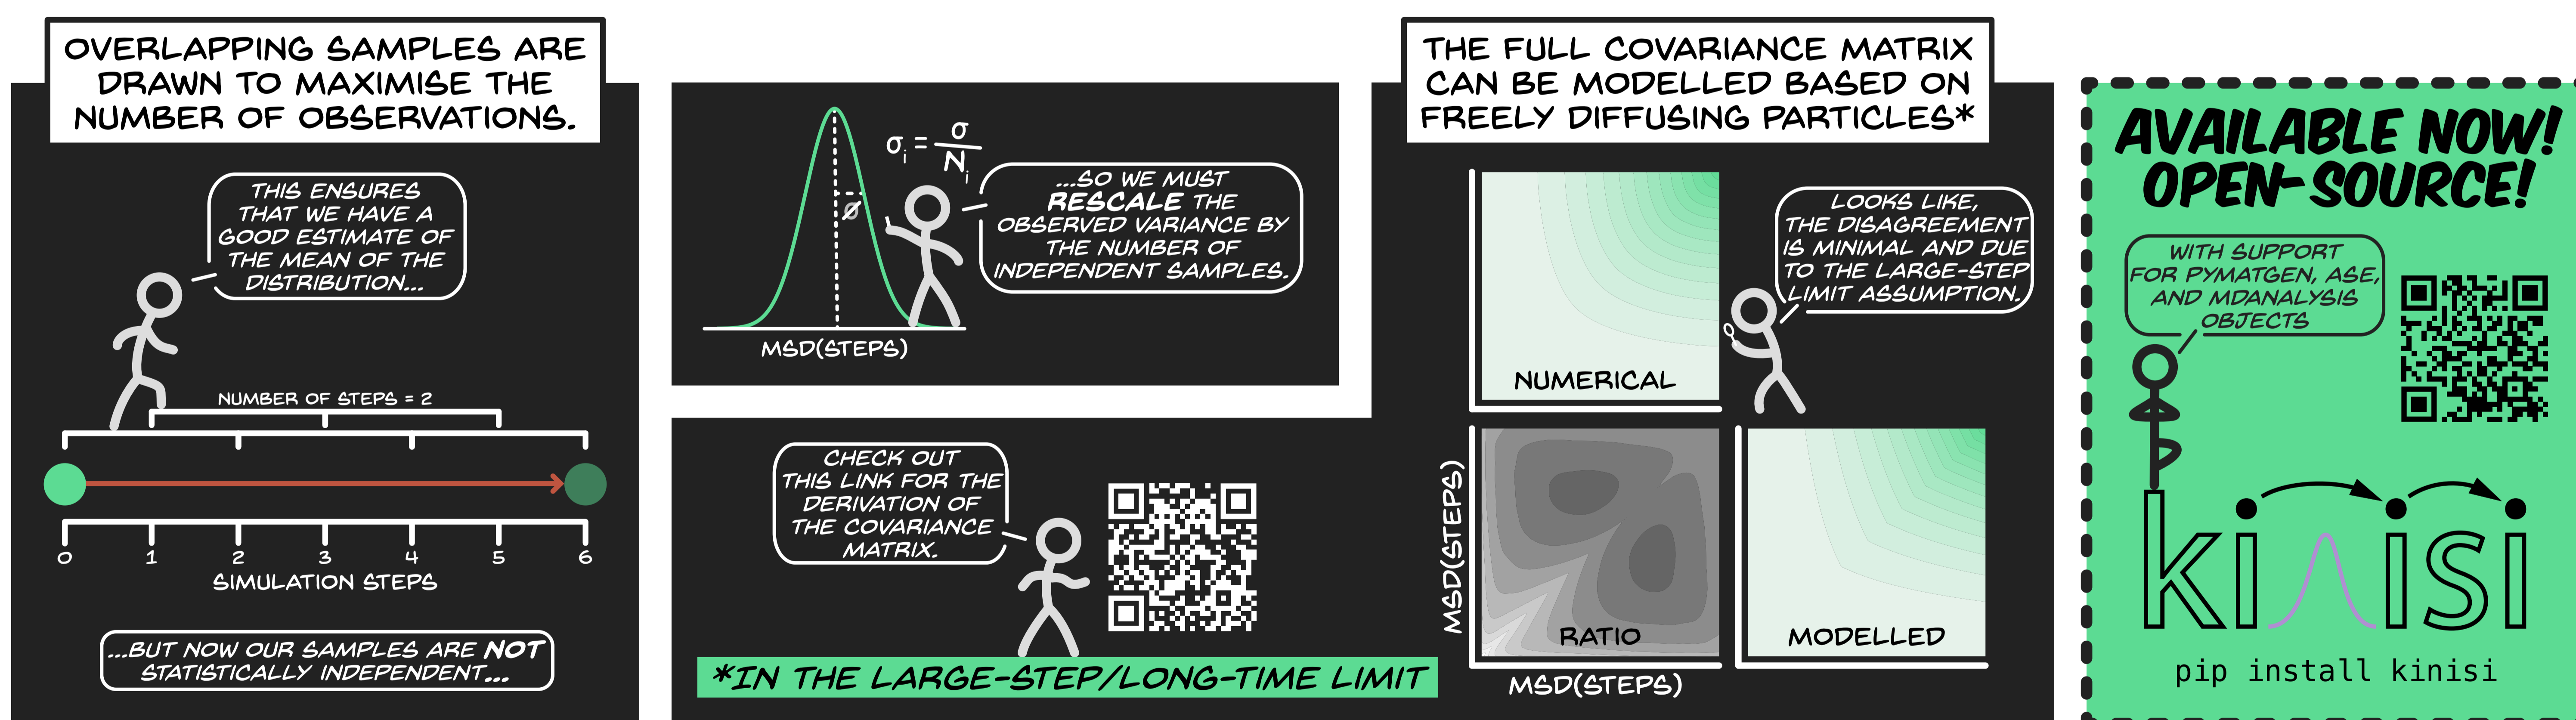 OVERLAPPING SAMPLES ARE
DRAWN TO MAXIMISE THE
NUMBER OF OBSERVATIONS.
THIS ENSURES
THAT WE HAVE A
GOOD ESTIMATE OF
THE MEAN OF THE
DISTRIBUTION...
NUMBER OF STEPS = 2
0 1 2 3 4 5 6
SIMULATION STEPS
...BUT NOW OUR SAMPLES ARE NOT
STATISTICALLY INDEPENDENT...
σᵢ = σ / Nᵢ
...SO WE MUST
RESCALE THE
OBSERVED VARIANCE BY
THE NUMBER OF
INDEPENDENT SAMPLES.
MSD(STEPS)
CHECK OUT
THIS LINK FOR THE
DERIVATION OF
THE COVARIANCE
MATRIX.
*IN THE LARGE-STEP/LONG-TIME LIMIT
THE FULL COVARIANCE MATRIX
CAN BE MODELLED BASED ON
FREELY DIFFUSING PARTICLES*
LOOKS LIKE,
THE DISAGREEMENT
IS MINIMAL AND DUE
TO THE LARGE-STEP
LIMIT ASSUMPTION.
NUMERICAL
MSD(STEPS)
RATIO
MODELLED
MSD(STEPS)
AVAILABLE NOW!
OPEN-SOURCE!
WITH SUPPORT
FOR PYMATGEN, ASE,
AND MDANALYSIS
OBJECTS
kinisi
pip install kinisi